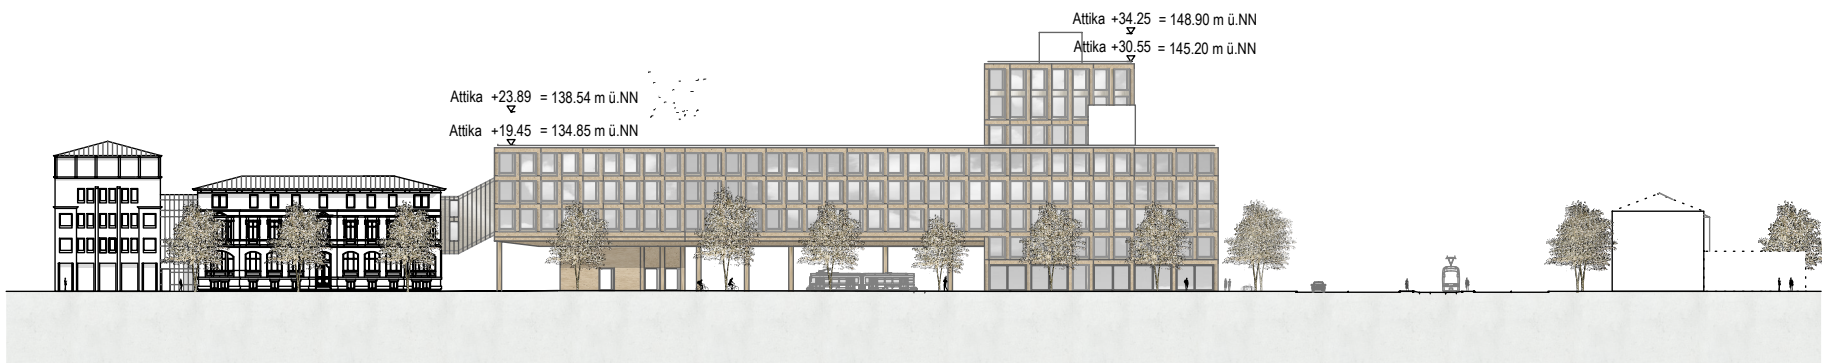 Attika +34.25 = 148.90 m ü.NN
Attika +30.55 = 145.20 m ü.NN
Attika +23.89 = 138.54 m ü.NN
Attika +19.45 = 134.85 m ü.NN